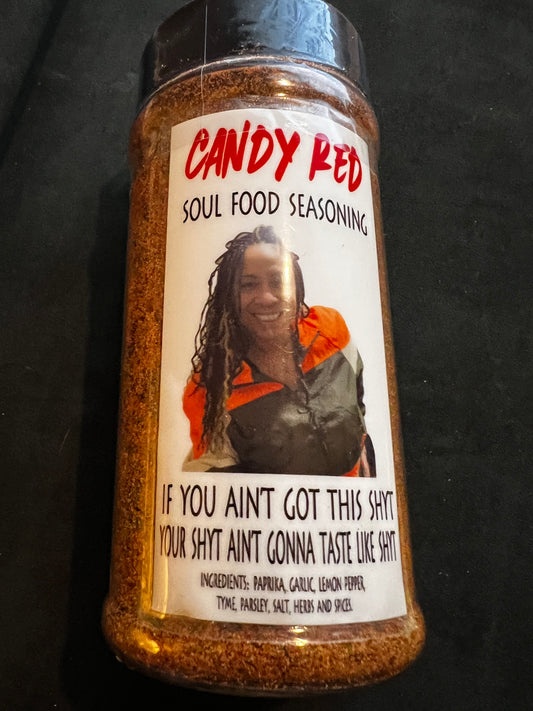 CANDY RED
SOUL FOOD SEASONING
IF YOU AIN'T GOT THIS SHYT
YOUR SHYT AINT GONNA TASTE LIKE SHYT
INGREDIENTS: PAPRIKA, GARLIC, LEMON PEPPER,
TYME, PARSLEY, SALT, HERBS AND SPICES.